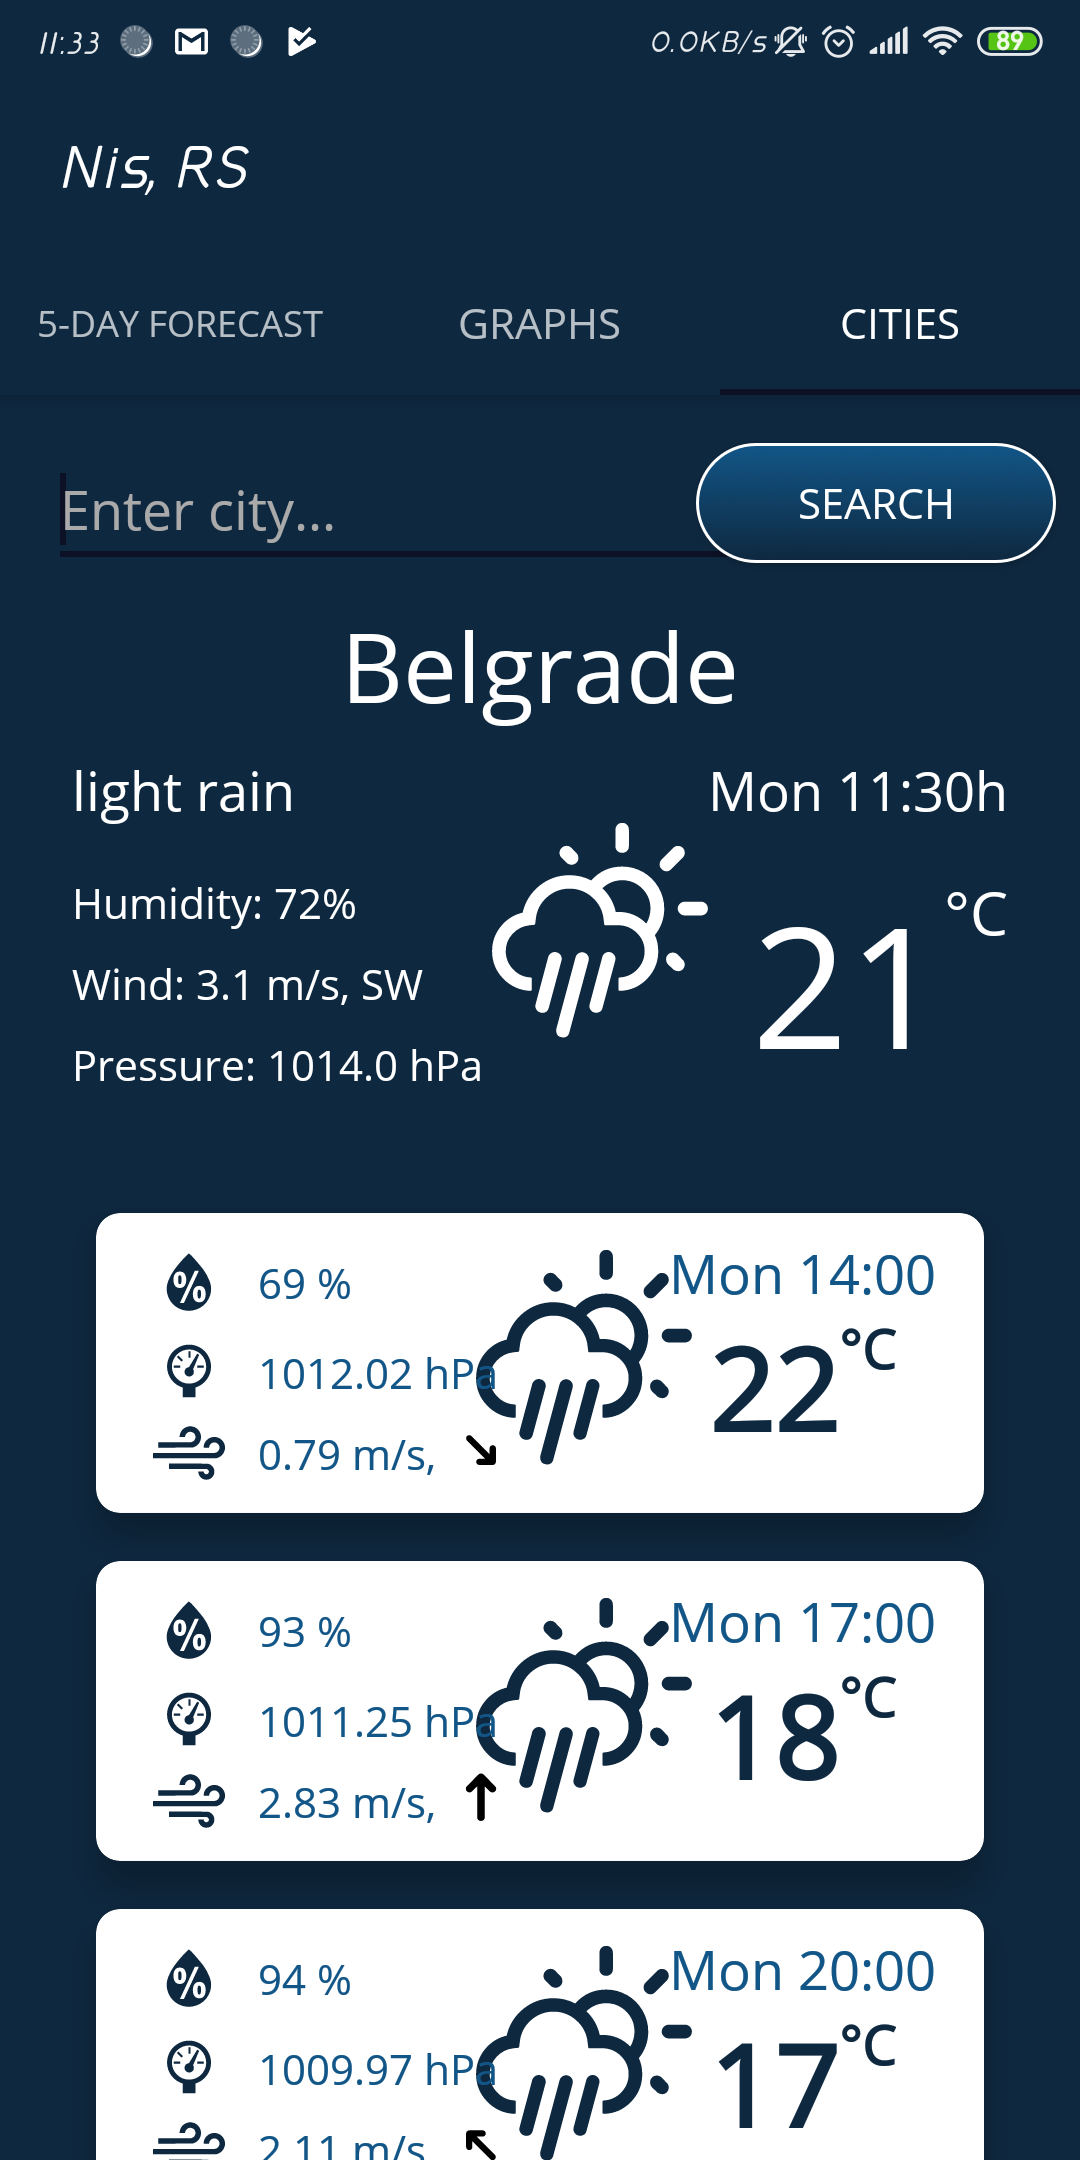 11:33 0.0KB/s 89
Nis, RS
5-DAY FORECAST GRAPHS CITIES
Enter city... SEARCH
Belgrade
light rain Mon 11:30h
Humidity: 72%
Wind: 3.1 m/s, SW
Pressure: 1014.0 hPa
21 °C
% 69 % Mon 14:00
1012.02 hPa 22 °C
0.79 m/s,
% 93 % Mon 17:00
1011.25 hPa 18 °C
2.83 m/s,
% 94 % Mon 20:00
1009.97 hPa 17 °C
2.11 m/s